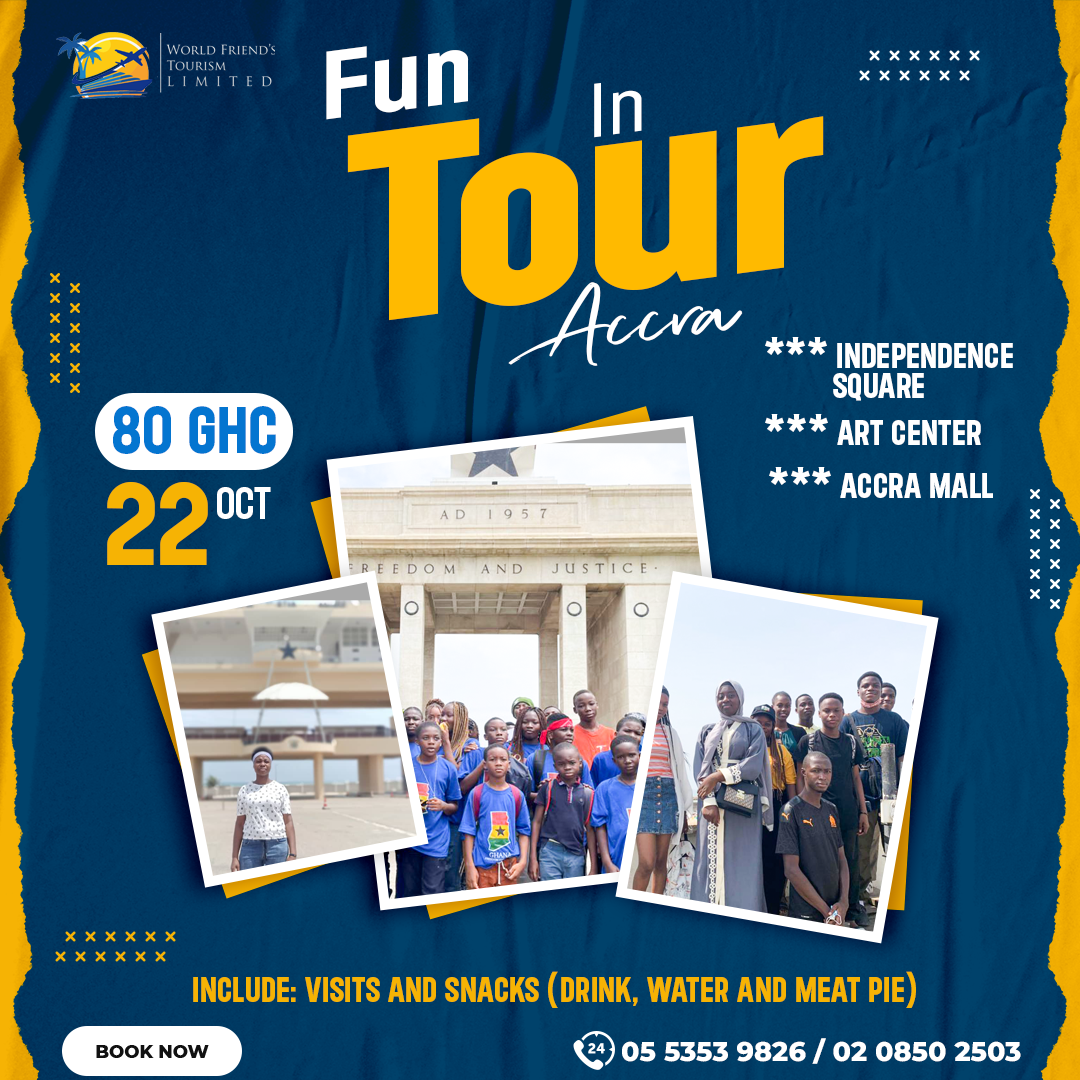 WORLD FRIEND'S
TOURISM
LIMITED
Fun
In
Tour
Accra
*** INDEPENDENCE
SQUARE
*** ART CENTER
*** ACCRA MALL
80 GHC
22 OCT
AD 1957
FREEDOM AND JUSTICE
GHANA
INCLUDE: VISITS AND SNACKS (DRINK, WATER AND MEAT PIE)
BOOK NOW
24 05 5353 9826 / 02 0850 2503